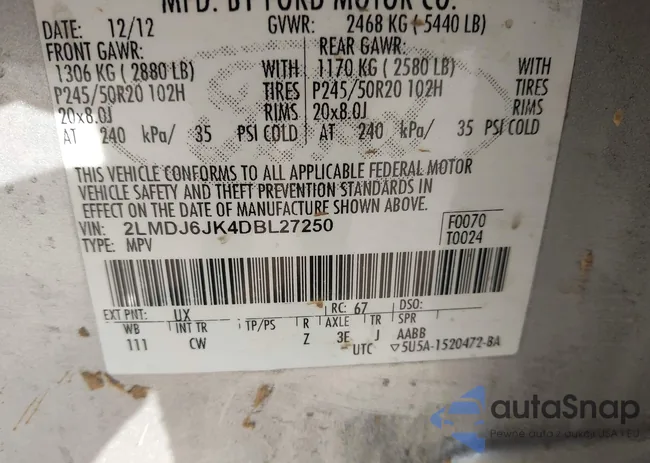 MFD. BY FORD MOTOR CO.
DATE: 12/12 GVWR: 2468 KG ( 5440 LB)
FRONT GAWR: REAR GAWR:
1306 KG ( 2880 LB) WITH 1170 KG ( 2580 LB) WITH
P245/50R20 102H TIRES P245/50R20 102H TIRES
20x8.0J RIMS 20x8.0J RIMS
AT 240 kPa/ 35 PSI COLD AT 240 kPa/ 35 PSI COLD
THIS VEHICLE CONFORMS TO ALL APPLICABLE FEDERAL MOTOR
VEHICLE SAFETY AND THEFT PREVENTION STANDARDS IN
EFFECT ON THE DATE OF MANUFACTURE SHOWN ABOVE.
VIN: 2LMDJ6JK4DBL27250 F0070
TYPE: MPV T0024
EXT PNT: UX RC: 67 DSO:
WB INT TR TP/PS R AXLE TR SPR
111 CW Z 3E J AABB
UTC ▽5U5A-1520472-BA
autaSnap
Pewne auta z aukcji USA i EU